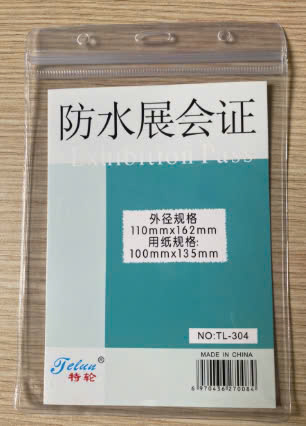 防水展会证
Exhibition Pass
外径规格
110mmx162mm
用纸规格:
100mmx135mm
NO:TL-304
MADE IN CHINA
Telun
特轮
6970456270084